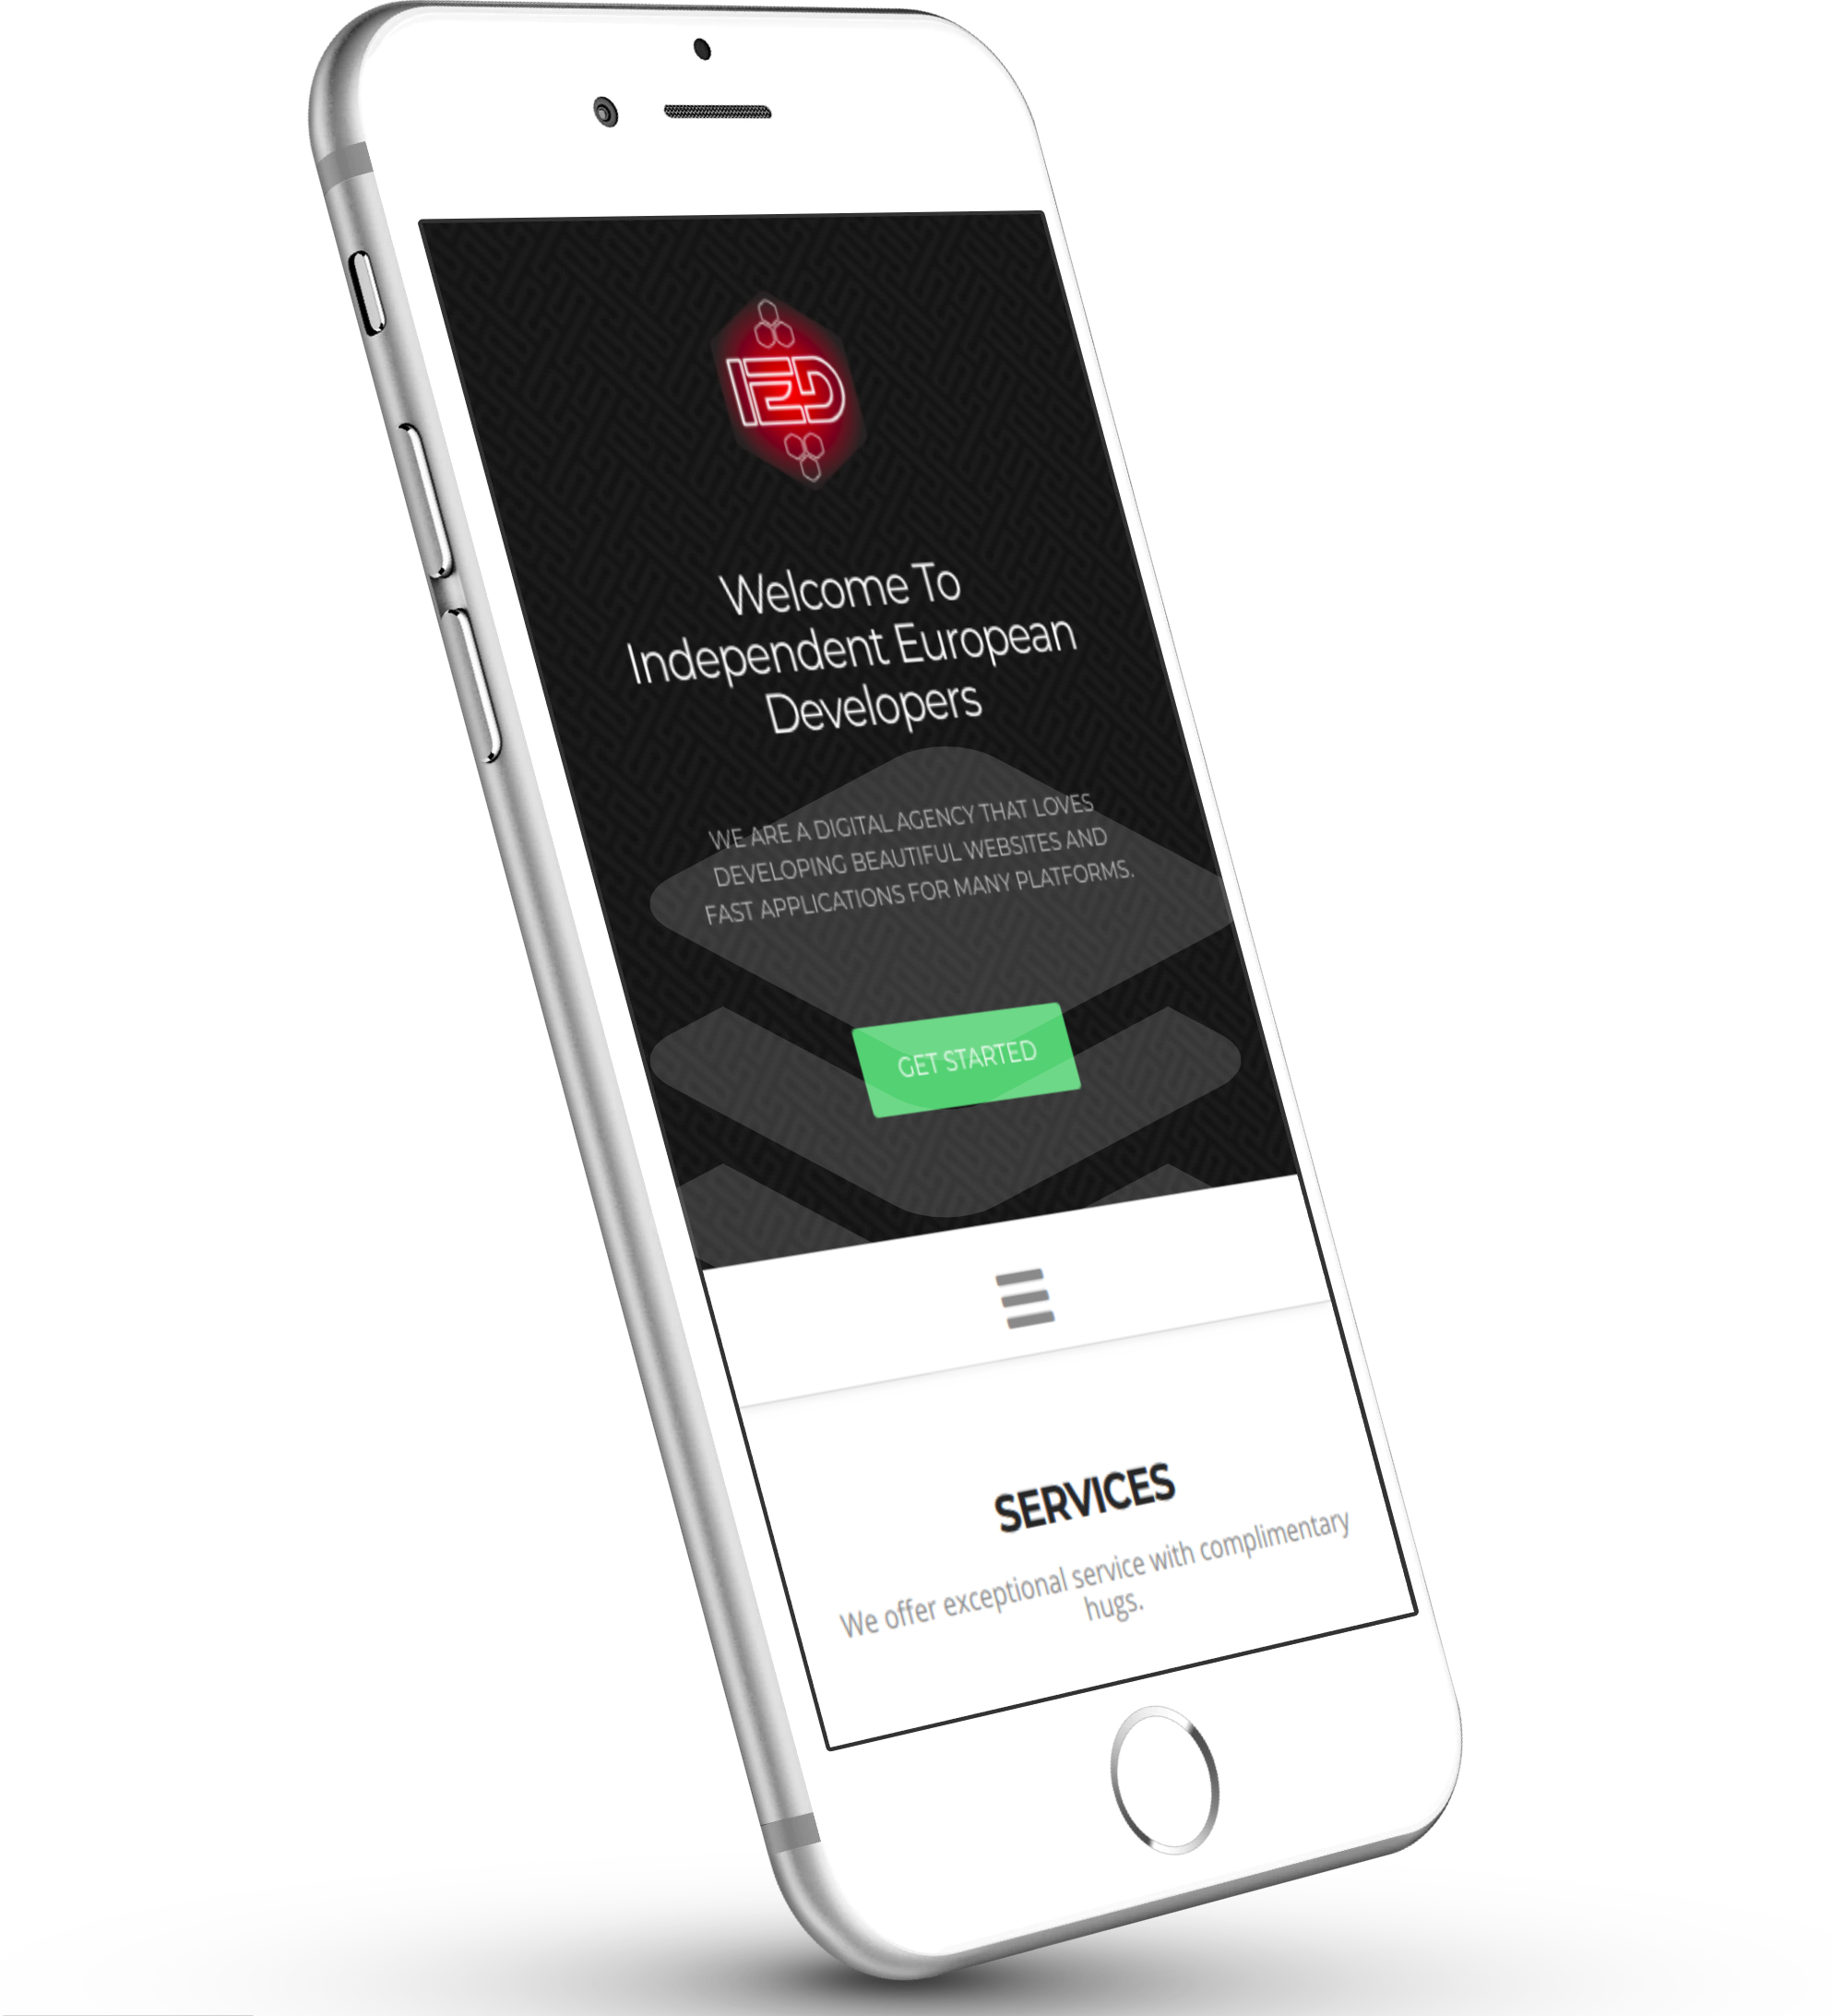 IED
Welcome To
Independent European
Developers
WE ARE A DIGITAL AGENCY THAT LOVES
DEVELOPING BEAUTIFUL WEBSITES AND
FAST APPLICATIONS FOR MANY PLATFORMS.
GET STARTED
SERVICES
We offer exceptional service with complimentary
hugs.